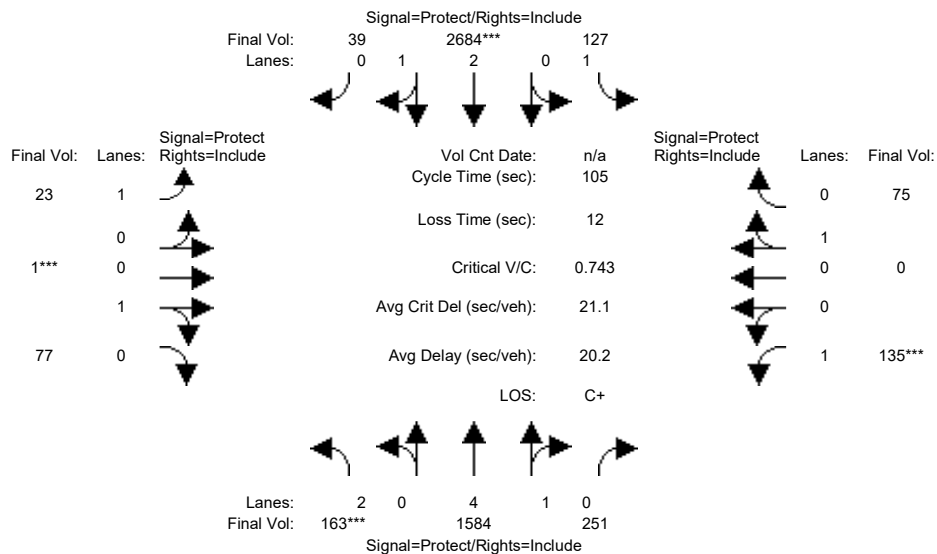 Signal=Protect/Rights=Include
Final Vol: 39 2684*** 127
Lanes: 0 1 2 0 1
Signal=Protect
Final Vol: Lanes: Rights=Include
Vol Cnt Date: n/a
Signal=Protect
Rights=Include Lanes: Final Vol:
Cycle Time (sec): 105
23 1
0 75
Loss Time (sec): 12
0
1
1*** 0
Critical V/C: 0.743
0 0
1
Avg Crit Del (sec/veh): 21.1
0
77 0
Avg Delay (sec/veh): 20.2
1 135***
LOS: C+
Lanes: 2 0 4 1 0
Final Vol: 163*** 1584 251
Signal=Protect/Rights=Include